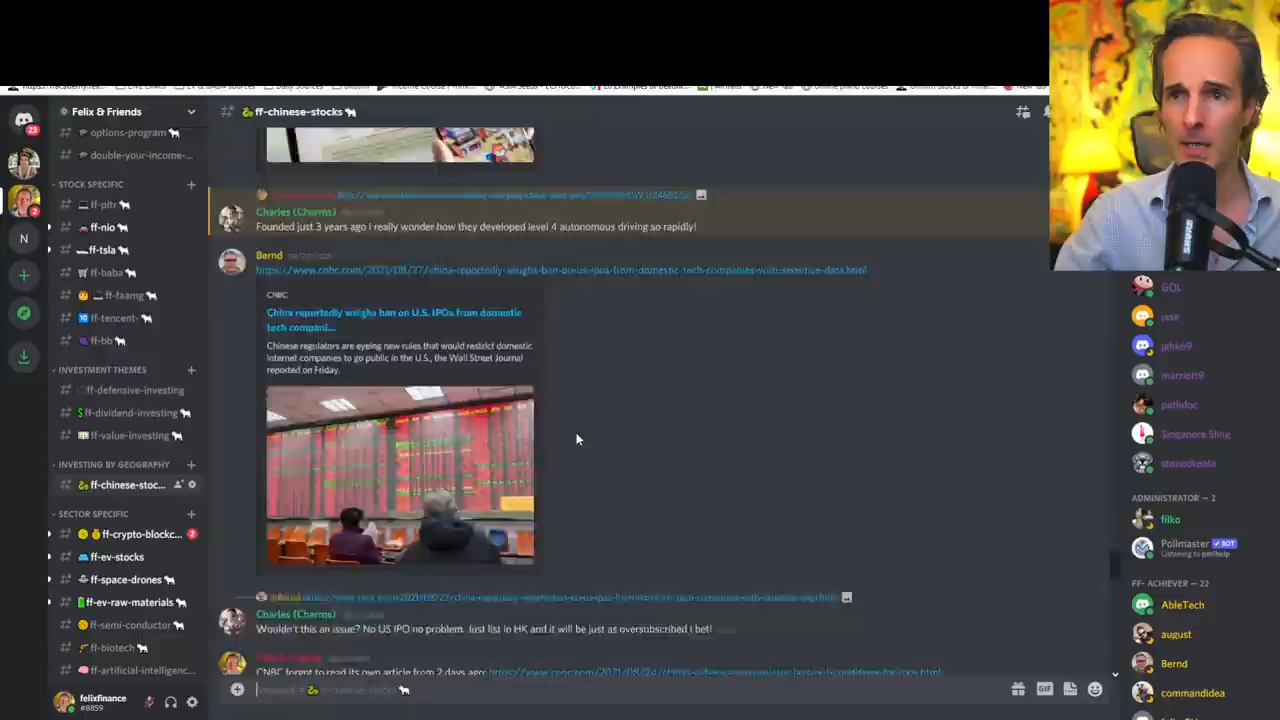 Felix & Friends
# ff-chinese-stocks
23
2
N
options-program
double-your-income-...
STOCK SPECIFIC
ff-pltr
ff-nio
ff-tsla
ff-baba
ff-faamg
ff-tencent-
ff-bb
INVESTMENT THEMES
ff-defensive-investing
ff-dividend-investing
ff-value-investing
INVESTING BY GEOGRAPHY
ff-chinese-stoc...
SECTOR SPECIFIC
ff-crypto-blockc... 2
ff-ev-stocks
ff-space-drones
ff-ev-raw-materials
ff-semi-conductor
ff-biotech
ff-artificial-intelligenc...
felixfinance
#8859
Charles (Charms)
Founded just 3 years ago I really wonder how they developed level 4 autonomous driving so rapidly!
Bernd
https://www.cnbc.com/2021/08/27/china-reportedly-weighs-ban-on-us-ipos-from-domestic-tech-companies-with-sensitive-data.html
CNBC
China reportedly weighs ban on U.S. IPOs from domestic
tech compani...
Chinese regulators are eyeing new rules that would restrict domestic
internet companies to go public in the U.S., the Wall Street Journal
reported on Friday.
Charles (Charms)
Wouldn't this an issue? No US IPO no problem. Just list in HK and it will be just as oversubscribed I bet!
CNBC forgot to read its own article from 2 days ago:
GIF
SHURE
GQL
jase
jghk69
marriott9
pathdoc
Singapore Sling
stonedkoala
ADMINISTRATOR — 2
filko
Pollmaster ✓ BOT
Listening to pm!help
FF- ACHIEVER — 22
AbleTech
august
Bernd
commandidea